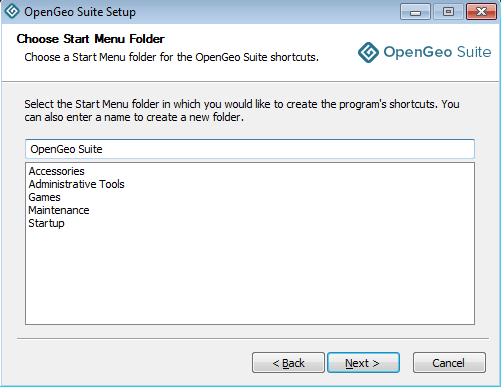 OpenGeo Suite Setup
Choose Start Menu Folder
Choose a Start Menu folder for the OpenGeo Suite shortcuts.
OpenGeo Suite
Select the Start Menu folder in which you would like to create the program's shortcuts. You
can also enter a name to create a new folder.
OpenGeo Suite
Accessories
Administrative Tools
Games
Maintenance
Startup
< Back
Next >
Cancel